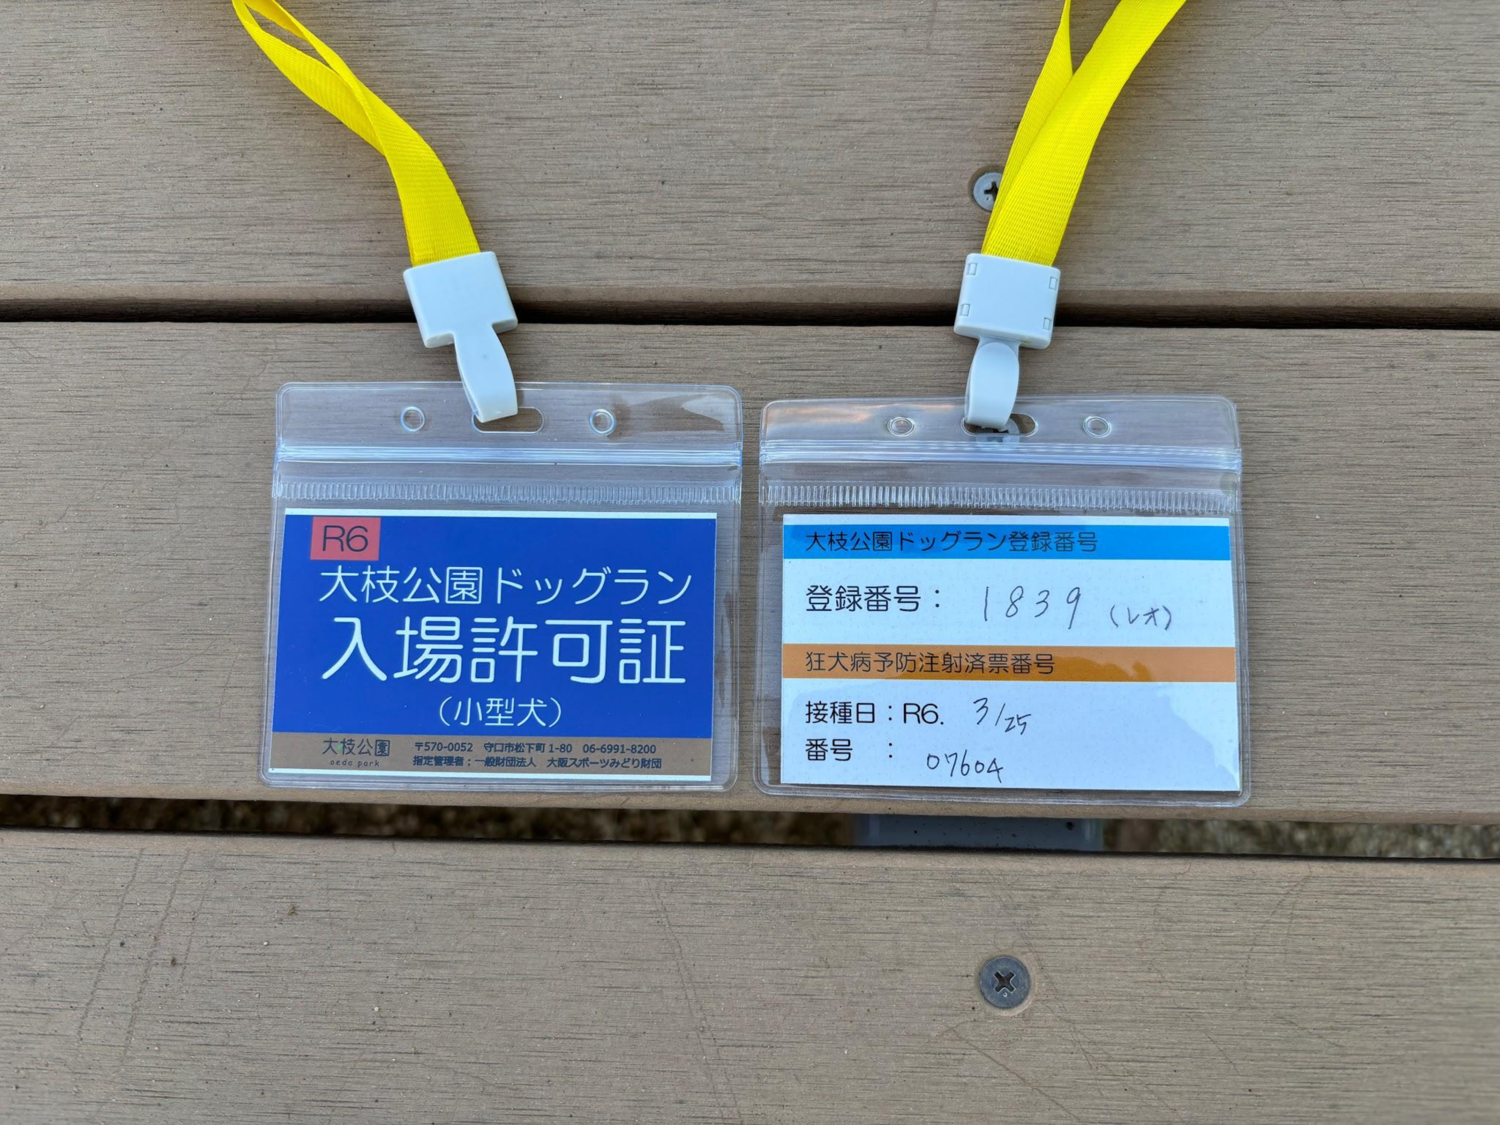 R6
大枝公園ドッグラン
入場許可証
（小型犬）
大枝公園
oeda park
〒570-0052 守口市松下町1-80 06-6991-8200
指定管理者：一般財団法人 大阪スポーツみどり財団
大枝公園ドッグラン登録番号
登録番号： 1839 （レオ）
狂犬病予防注射済票番号
接種日：R6. 3/25
番号 ： 07604